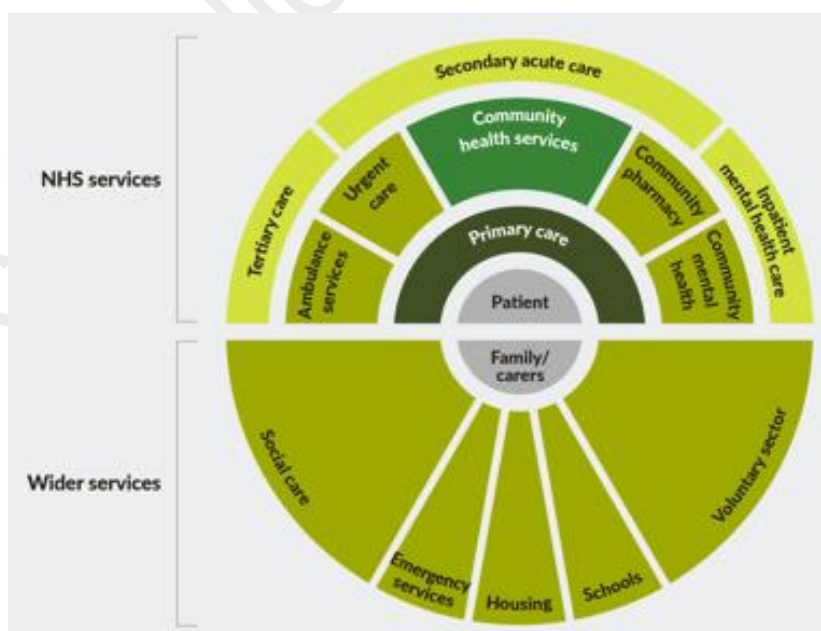 NHS services
Secondary acute care
Tertiary care
Inpatient
mental health care
Community
health services
Urgent
care
Community
pharmacy
Ambulance
services
Community
mental
health
Primary care
Patient
Wider services
Family/
carers
Social care
Emergency
services
Housing
Schools
Voluntary sector